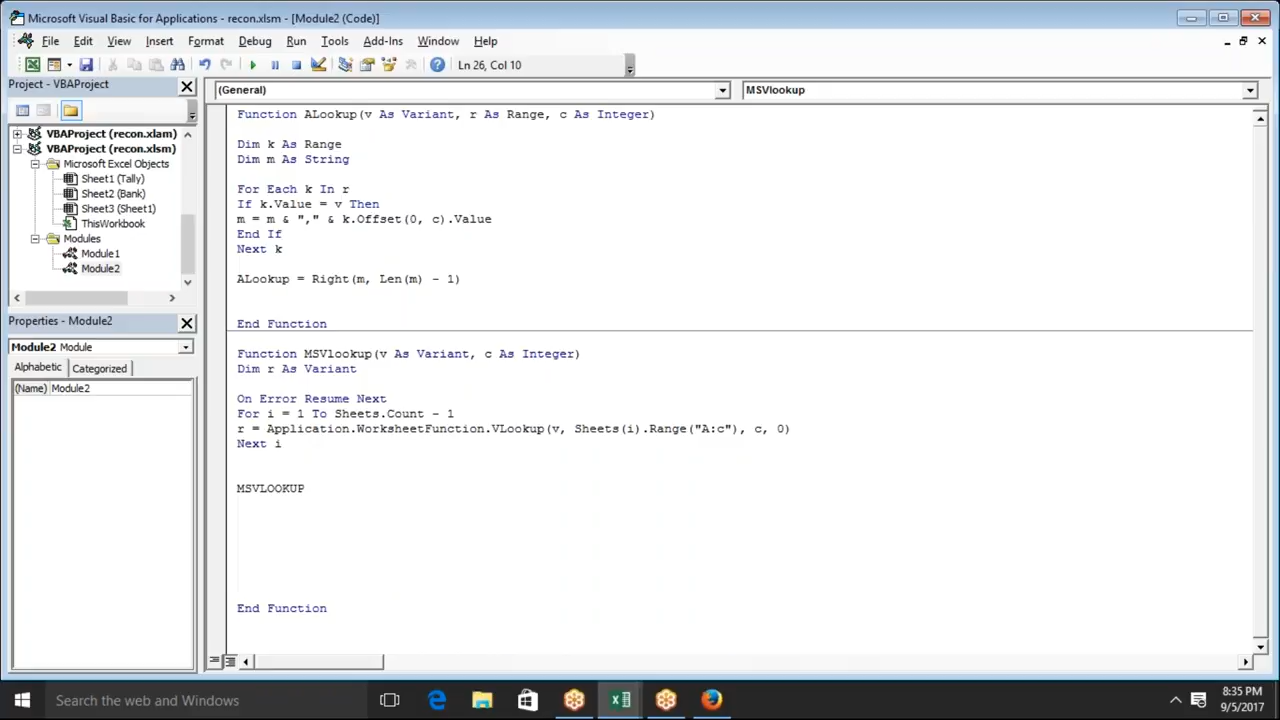 Microsoft Visual Basic for Applications - recon.xlsm - [Module2 (Code)]
File Edit View Insert Format Debug Run Tools Add-Ins Window Help
Ln 26, Col 10
Project - VBAProject
(General)
MSVlookup
VBAProject (recon.xlam)
VBAProject (recon.xlsm)
Microsoft Excel Objects
Sheet1 (Tally)
Sheet2 (Bank)
Sheet3 (Sheet1)
ThisWorkbook
Modules
Module1
Module2
Properties - Module2
Module2 Module
Alphabetic Categorized
(Name) Module2
Function ALookup(v As Variant, r As Range, c As Integer)
Dim k As Range
Dim m As String
For Each k In r
If k.Value = v Then
m = m & "," & k.Offset(0, c).Value
End If
Next k
ALookup = Right(m, Len(m) - 1)
End Function
Function MSVlookup(v As Variant, c As Integer)
Dim r As Variant
On Error Resume Next
For i = 1 To Sheets.Count - 1
r = Application.WorksheetFunction.VLookup(v, Sheets(i).Range("A:c"), c, 0)
Next i
MSVLOOKUP
End Function
Search the web and Windows
8:35 PM
9/5/2017